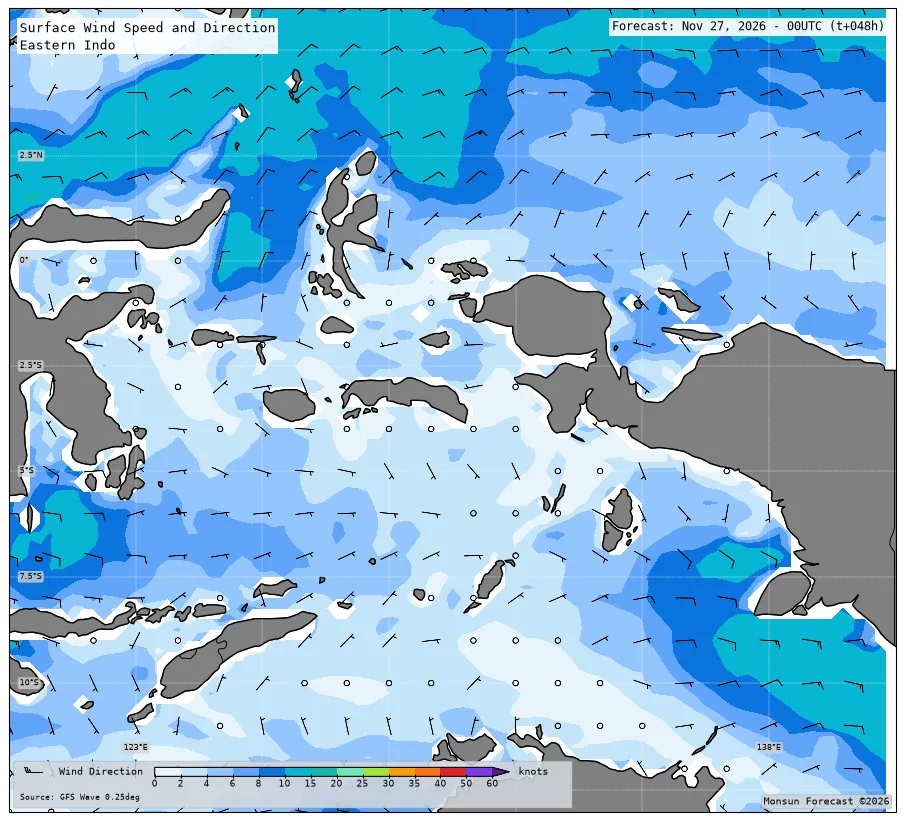 Surface Wind Speed and Direction
Eastern Indo
Forecast: Nov 27, 2026 - 00UTC (t+048h)
2.5°N
0°
2.5°S
5°S
7.5°S
10°S
123°E
138°E
Wind Direction
knots
0 2 4 6 8 10 15 20 25 30 35 40 50 60
Source: GFS Wave 0.25deg
Monsun Forecast ©2026